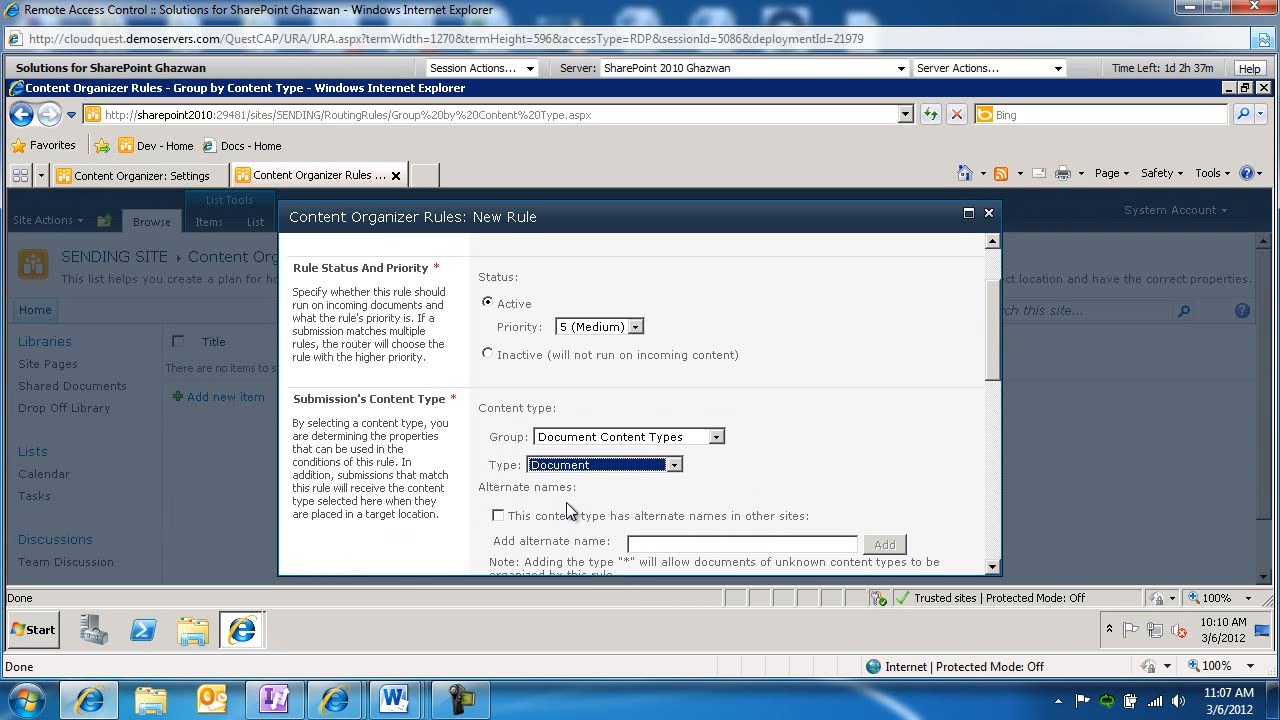 Remote Access Control :: Solutions for SharePoint Ghazwan - Windows Internet Explorer
http://cloudquest.demoservers.com/QuestCAP/URA/URA.aspx?termWidth=1270&termHeight=596&accessType=RDP&sessionId=5086&deploymentId=21979
Solutions for SharePoint Ghazwan Session Actions... Server: SharePoint 2010 Ghazwan Server Actions... Time Left: 1d 2h 37m Help
Content Organizer Rules - Group by Content Type - Windows Internet Explorer
http://sharepoint2010:29481/sites/SENDING/RoutingRules/Group%20by%20Content%20Type.aspx Bing
Favorites Dev - Home Docs - Home
Content Organizer: Settings Content Organizer Rules ... Page Safety Tools
List Tools
Site Actions Browse Items List System Account
Content Organizer Rules: New Rule
SENDING SITE Content Org
This list helps you create a plan for ho ct location and have the correct properties.
Home ch this site...
Libraries
Site Pages
Shared Documents
Drop Off Library
Lists
Calendar
Tasks
Discussions
Team Discussion
Title
There are no items to s
Add new item
Rule Status And Priority *
Specify whether this rule should
run on incoming documents and
what the rule's priority is. If a
submission matches multiple
rules, the router will choose the
rule with the higher priority.
Status:
Active
Priority: 5 (Medium)
Inactive (will not run on incoming content)
Submission's Content Type *
By selecting a content type, you
are determining the properties
that can be used in the
conditions of this rule. In
addition, submissions that match
this rule will receive the content
type selected here when they
are placed in a target location.
Content type:
Group: Document Content Types
Type: Document
Alternate names:
This content type has alternate names in other sites:
Add alternate name: Add
Note: Adding the type "*" will allow documents of unknown content types to be
organized by this rule.
Done Trusted sites | Protected Mode: Off 100%
Start 10:10 AM
3/6/2012
Done Internet | Protected Mode: Off 100%
11:07 AM
3/6/2012